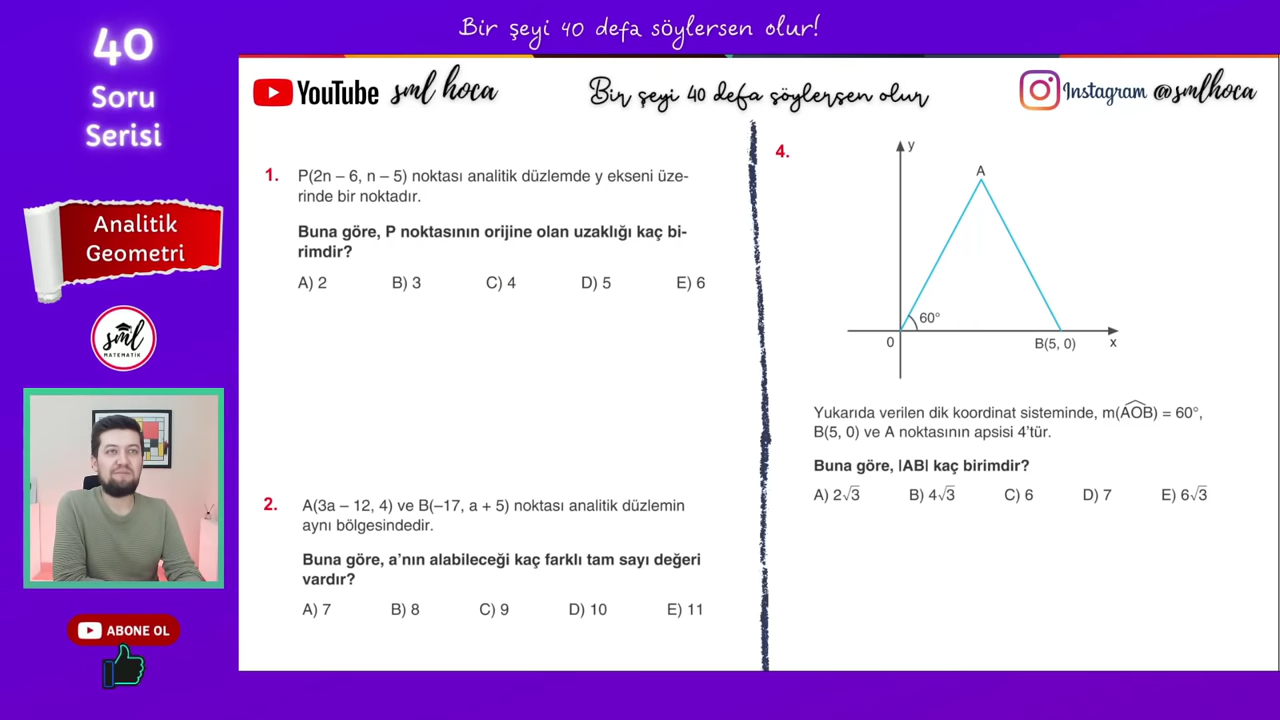 Bir şeyi 40 defa söylersen olur!
40
Soru
Serisi
Analitik
Geometri
sml
MATEMATİK
ABONE OL
YouTube sml hoca
Bir şeyi 40 defa söylersen olur
Instagram @smlhoca
1. P(2n – 6, n – 5) noktası analitik düzlemde y ekseni üze-
rinde bir noktadır.
Buna göre, P noktasının orijine olan uzaklığı kaç bi-
rimdir?
A) 2 B) 3 C) 4 D) 5 E) 6
2. A(3a – 12, 4) ve B(–17, a + 5) noktası analitik düzlemin
aynı bölgesindedir.
Buna göre, a’nın alabileceği kaç farklı tam sayı değeri
vardır?
A) 7 B) 8 C) 9 D) 10 E) 11
4.
y
A
60°
0
B(5, 0)
x
Yukarıda verilen dik koordinat sisteminde, m(AOB) = 60°,
B(5, 0) ve A noktasının apsisi 4’tür.
Buna göre, |AB| kaç birimdir?
A) 2√3 B) 4√3 C) 6 D) 7 E) 6√3